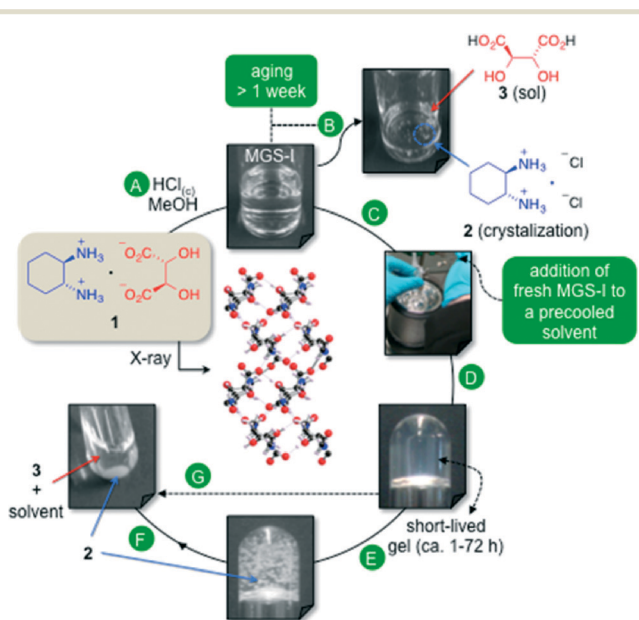 aging
> 1 week
B
HO₂C CO₂H
HO OH
3 (sol)
MGS-I
A HCl(c)
MeOH
+
NH₃
NH₃
+
⁻Cl
•
⁻Cl
2 (crystalization)
C
+
NH₃
NH₃
+
•
⁻O₂C OH
⁻O₂C OH
1
addition of
fresh MGS-I to
a precooled
solvent
X-ray
D
3
+
solvent
G
short-lived
gel (ca. 1-72 h)
2
F
E